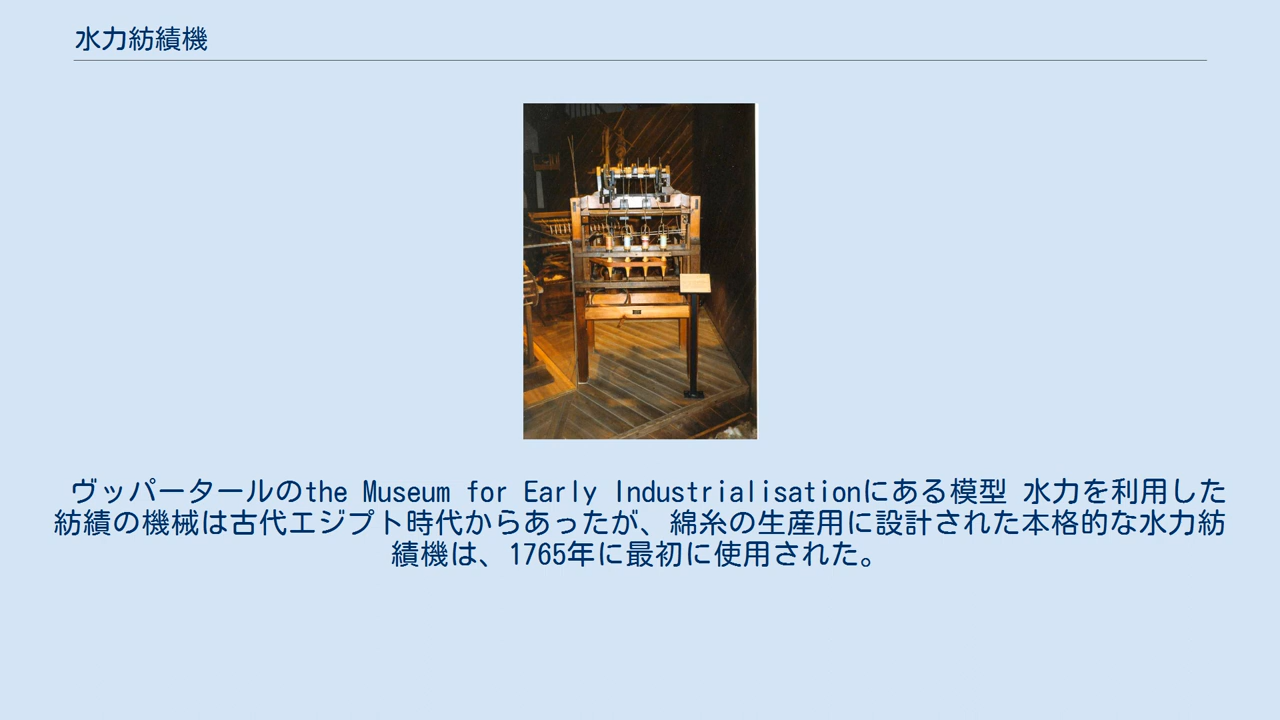 水力紡績機
ヴッパータールのthe Museum for Early Industrialisationにある模型 水力を利用した
紡績の機械は古代エジプト時代からあったが、綿糸の生産用に設計された本格的な水力紡
績機は、1765年に最初に使用された。